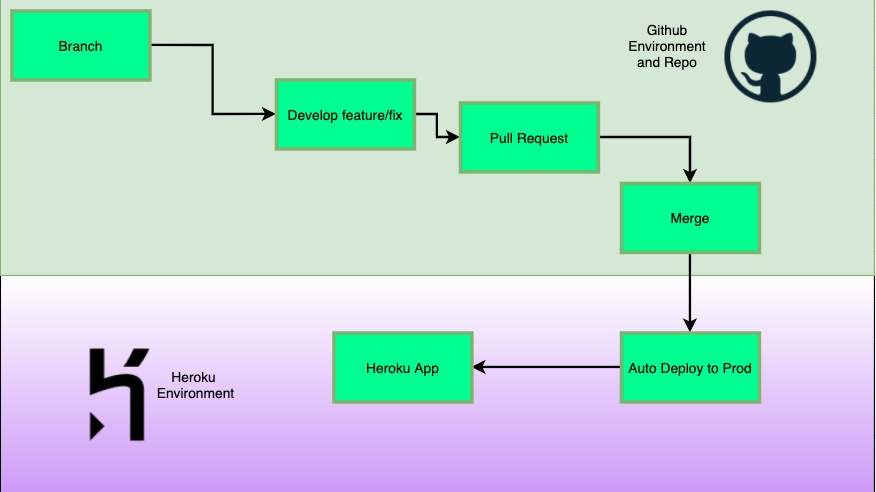 Branch
Github
Environment
and Repo
Develop feature/fix
Pull Request
Merge
Heroku
Environment
Heroku App
Auto Deploy to Prod